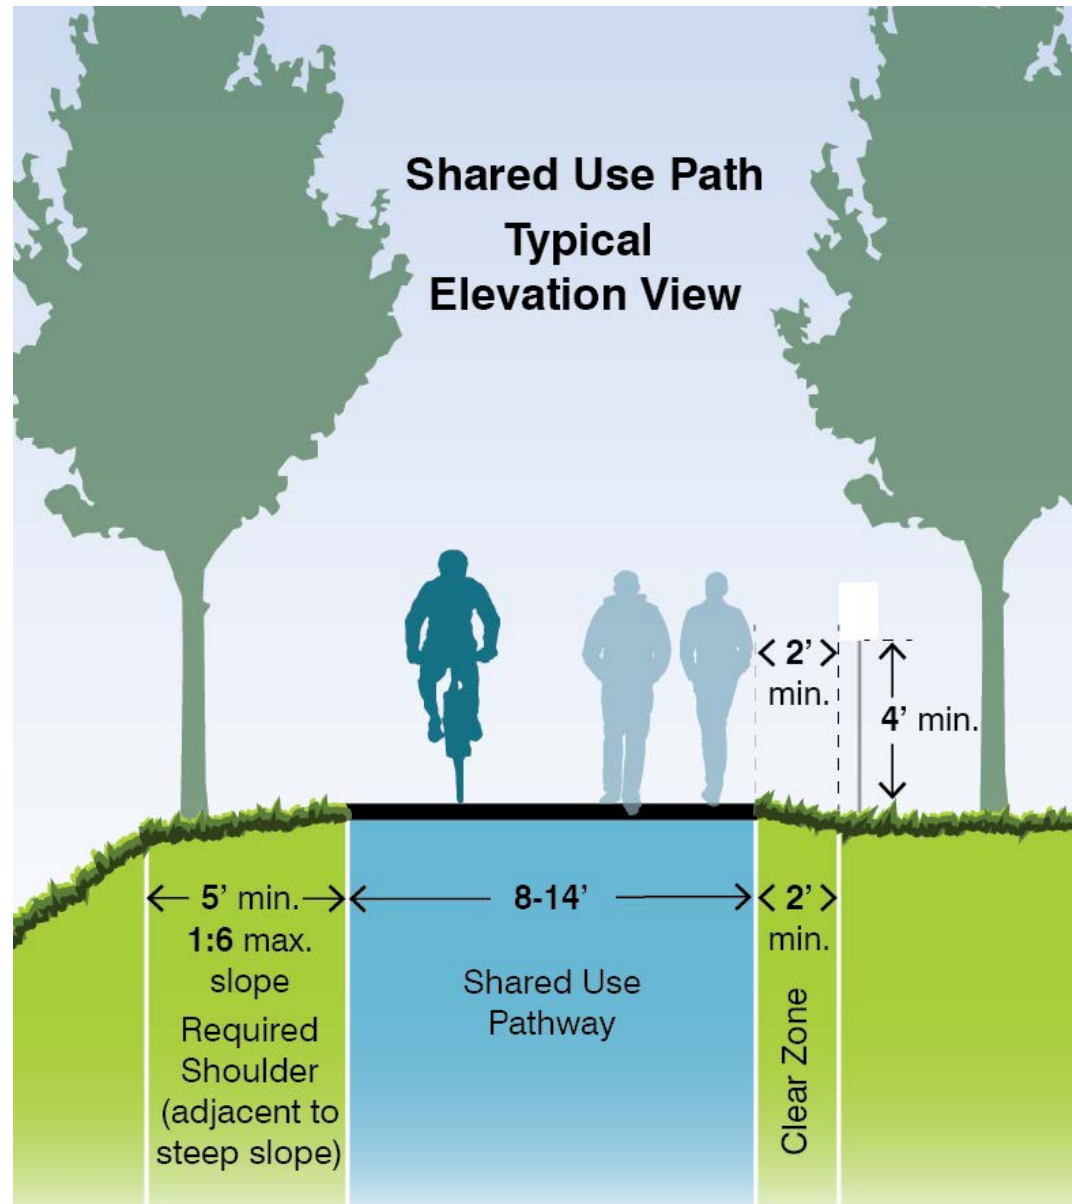 Shared Use Path
Typical
Elevation View
2’
min.
4’ min.
5’ min.
1:6 max.
slope
Required
Shoulder
(adjacent to
steep slope)
8-14’
Shared Use
Pathway
2’
min.
Clear Zone